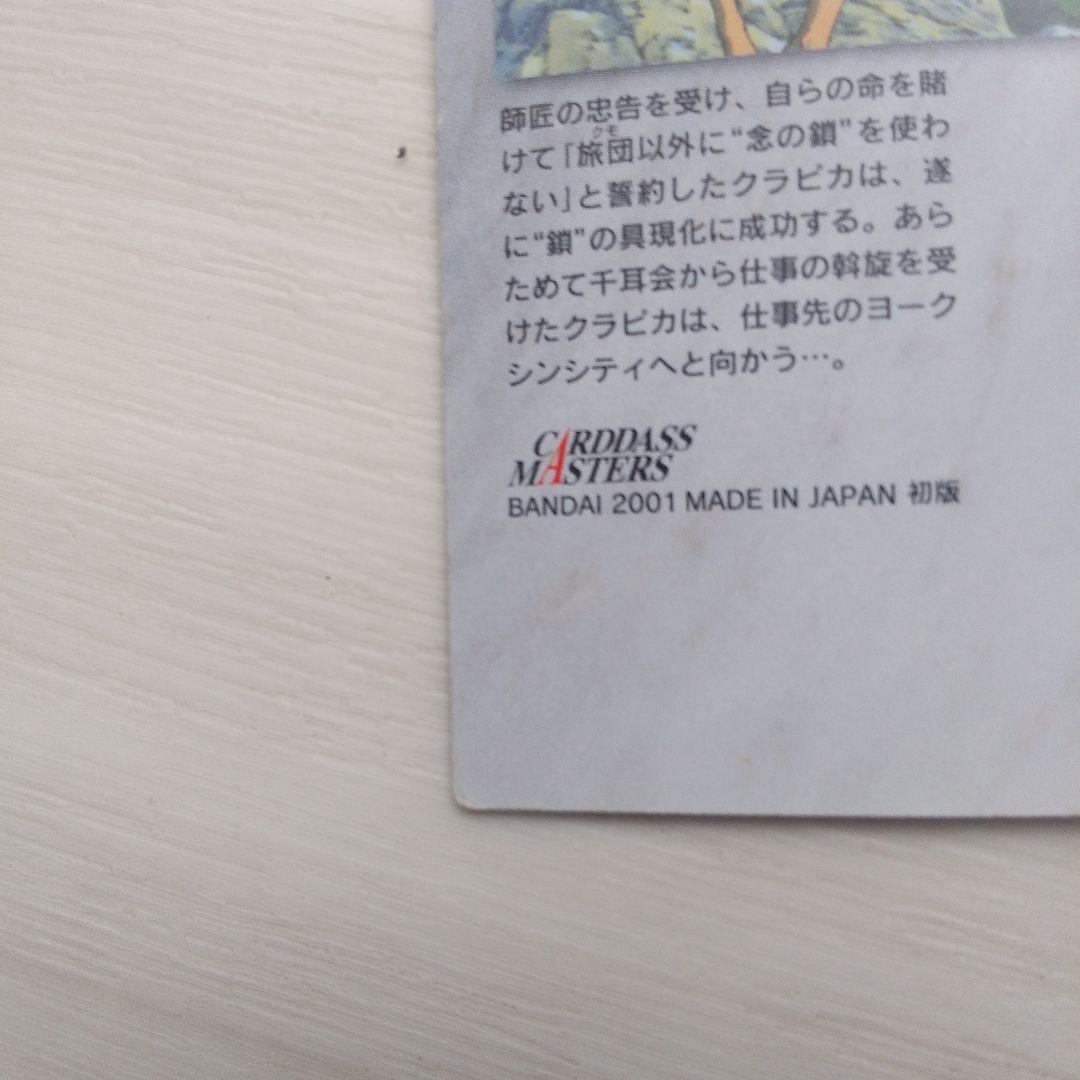 師匠の忠告を受け、自らの命を賭
クモ
けて「旅団以外に“念の鎖”を使わ
ない」と誓約したクラピカは、遂
に“鎖”の具現化に成功する。あら
ためて千耳会から仕事の斡旋を受
けたクラピカは、仕事先のヨーク
シンシティへと向かう…。
CARDDASS
MASTERS
BANDAI 2001 MADE IN JAPAN 初版